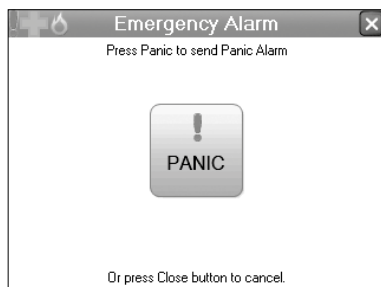 Emergency Alarm
Press Panic to send Panic Alarm
PANIC
Or press Close button to cancel.